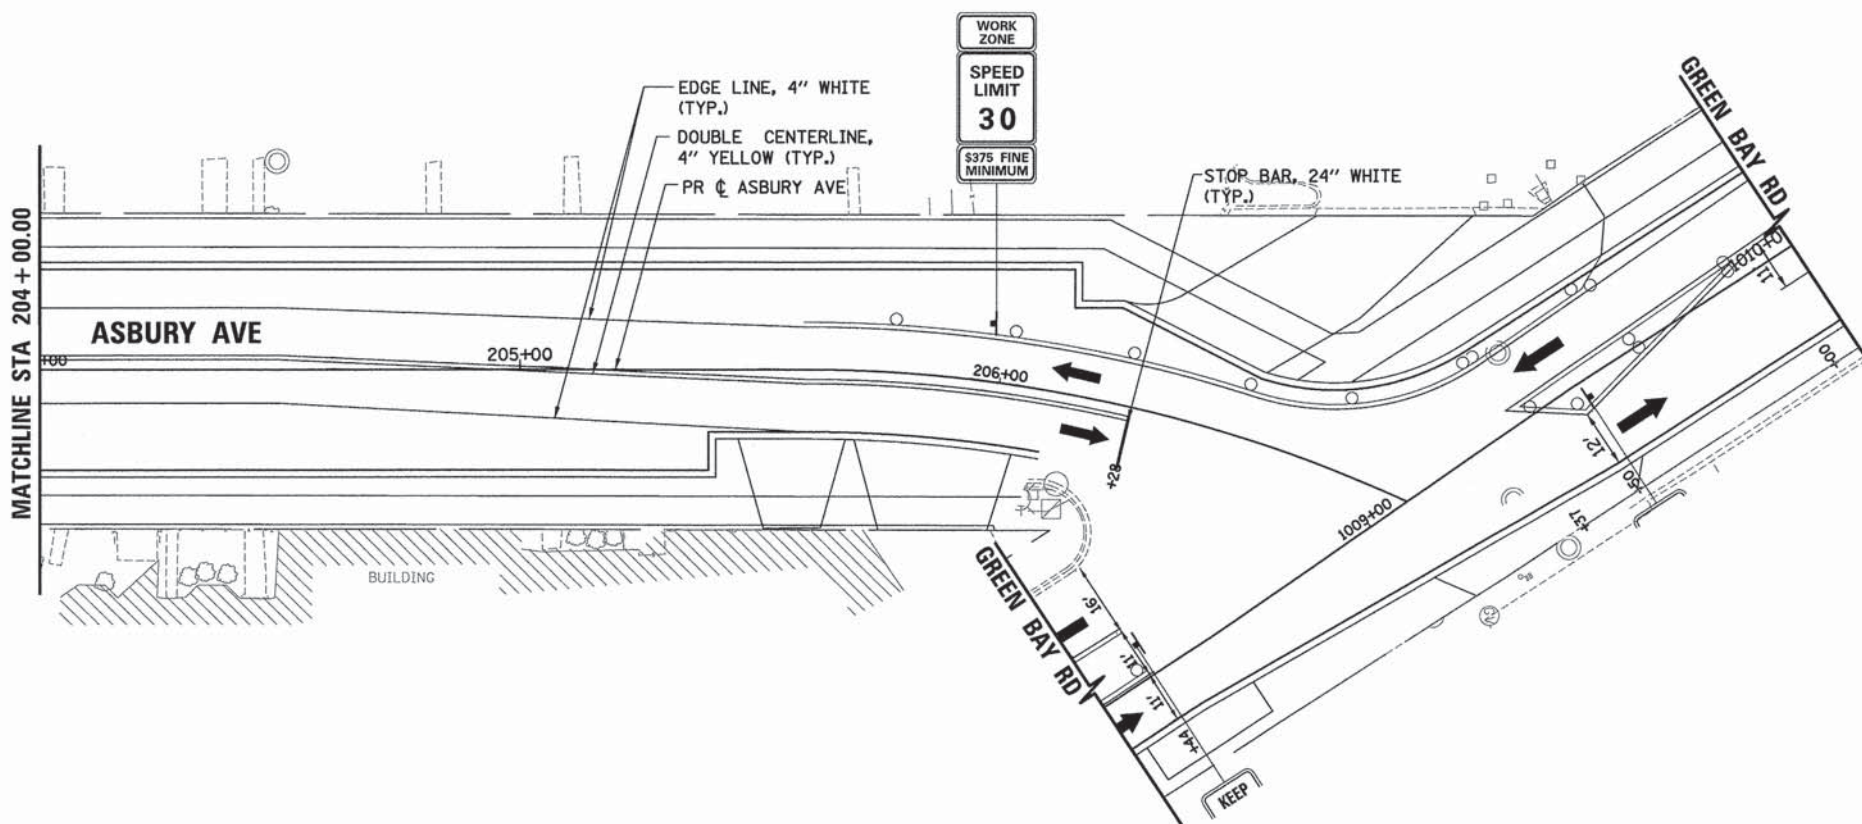 WORK
ZONE
SPEED
LIMIT
30
$375 FINE
MINIMUM
EDGE LINE, 4" WHITE
(TYP.)
DOUBLE CENTERLINE,
4" YELLOW (TYP.)
PR ℄ ASBURY AVE
STOP BAR, 24" WHITE
(TYP.)
GREEN BAY RD
MATCHLINE STA 204+00.00
ASBURY AVE
+00
205+00
206+00
+28
1010+0
11'
+00
12'
+50
+37
1009+00
BUILDING
GREEN BAY RD
16'
11'
11'
+44
KEEP